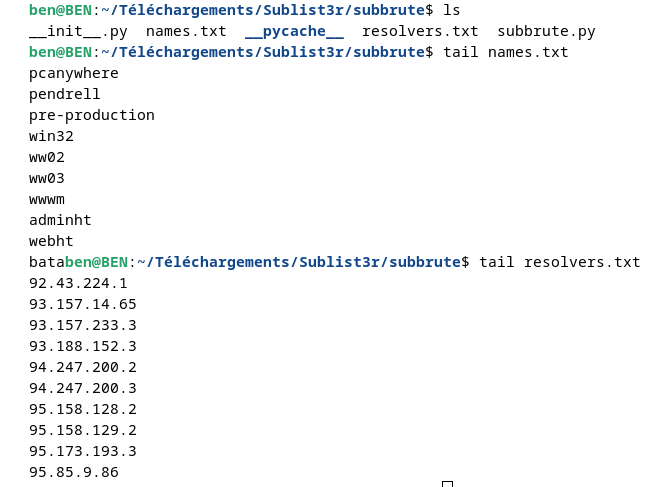 ben@BEN:~/Téléchargements/Sublist3r/subbrute$ ls
__init__.py  names.txt  __pycache__  resolvers.txt  subbrute.py
ben@BEN:~/Téléchargements/Sublist3r/subbrute$ tail names.txt
pcanywhere
pendrell
pre-production
win32
ww02
ww03
wwwm
adminht
webht
bataben@BEN:~/Téléchargements/Sublist3r/subbrute$ tail resolvers.txt
92.43.224.1
93.157.14.65
93.157.233.3
93.188.152.3
94.247.200.2
94.247.200.3
95.158.128.2
95.158.129.2
95.173.193.3
95.85.9.86